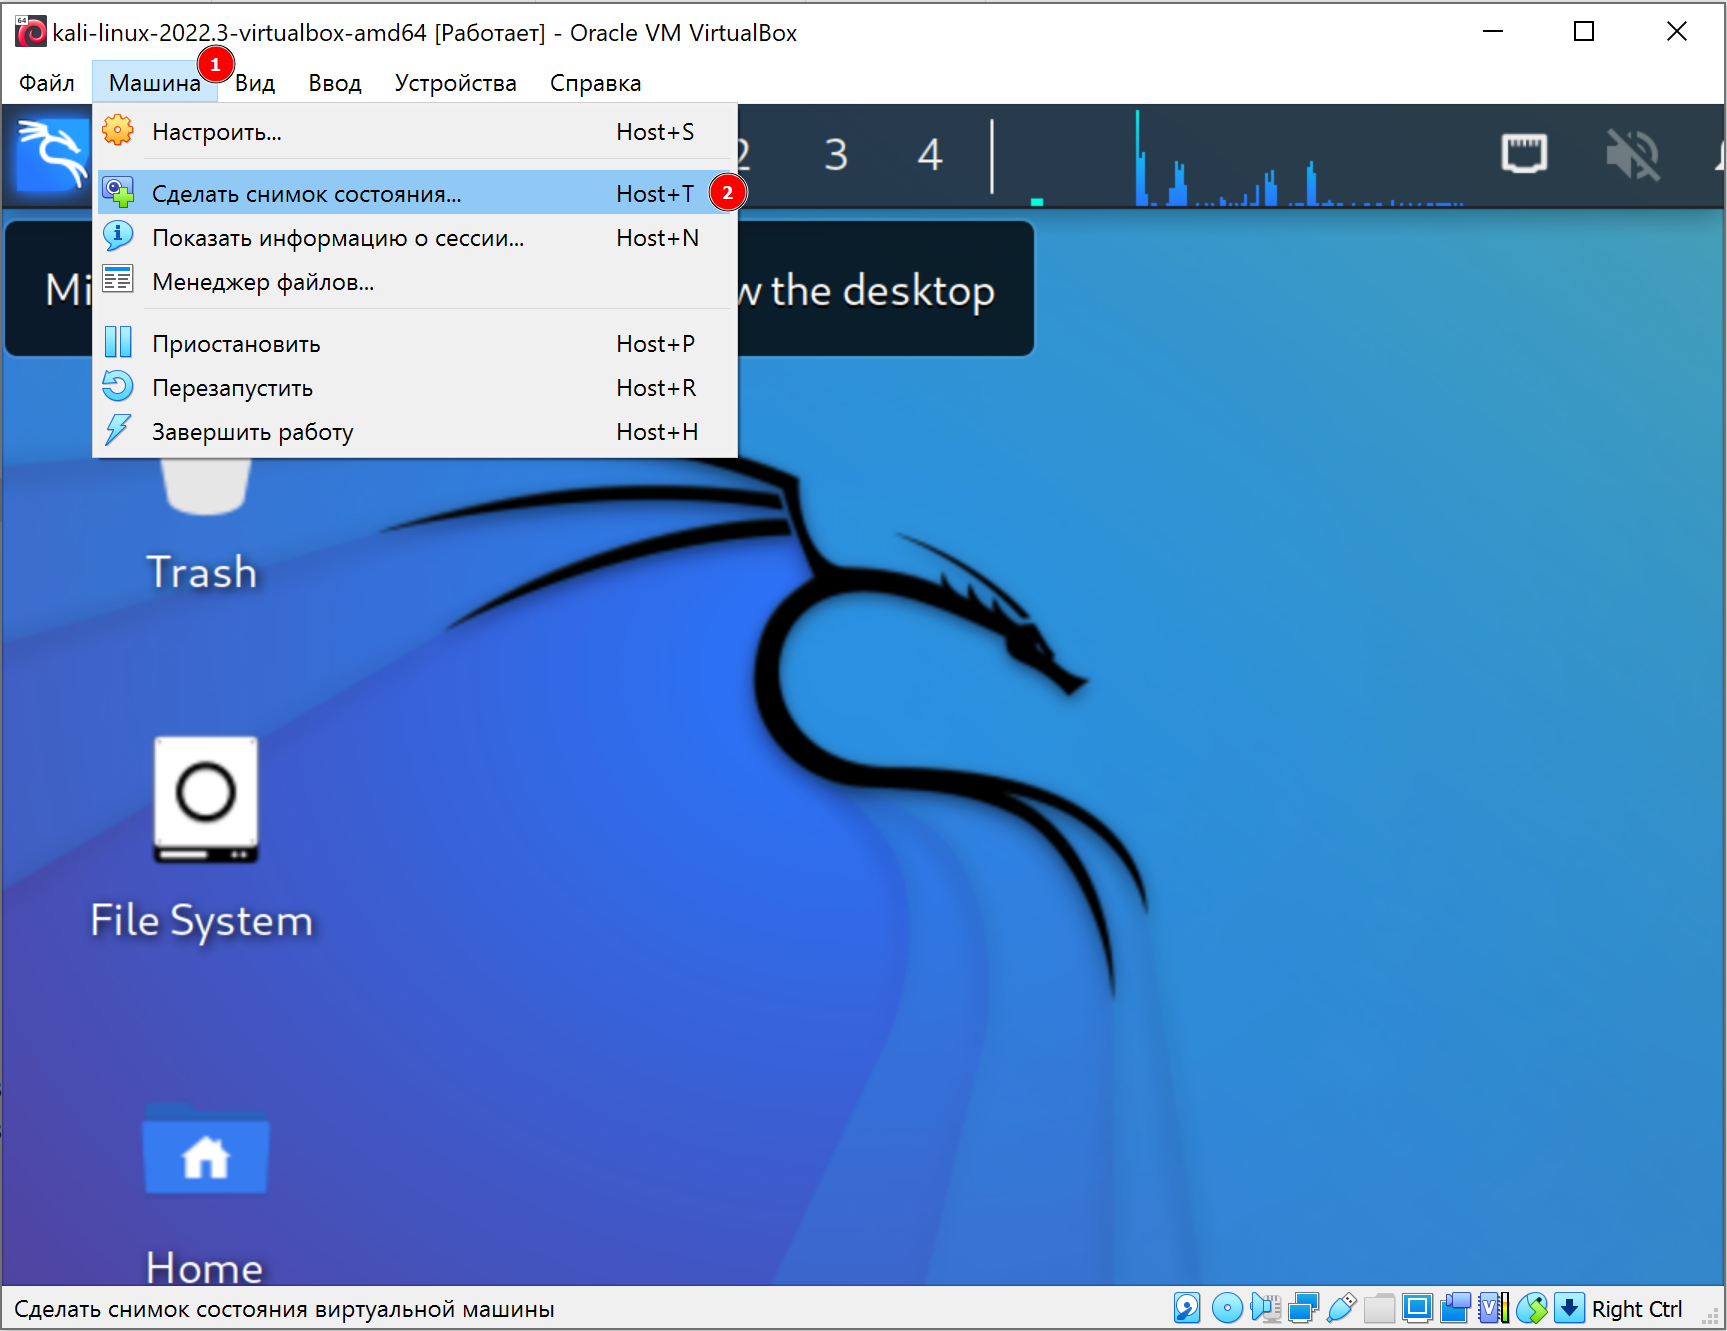 64
kali-linux-2022.3-virtualbox-amd64 [Работает] - Oracle VM VirtualBox
1
Файл Машина Вид Ввод Устройства Справка
Настроить... Host+S
2 3 4
Сделать снимок состояния... Host+T 2
Показать информацию о сессии... Host+N
Менеджер файлов...
Mi w the desktop
Приостановить Host+P
Перезапустить Host+R
Завершить работу Host+H
Trash
File System
Home
Сделать снимок состояния виртуальной машины Right Ctrl